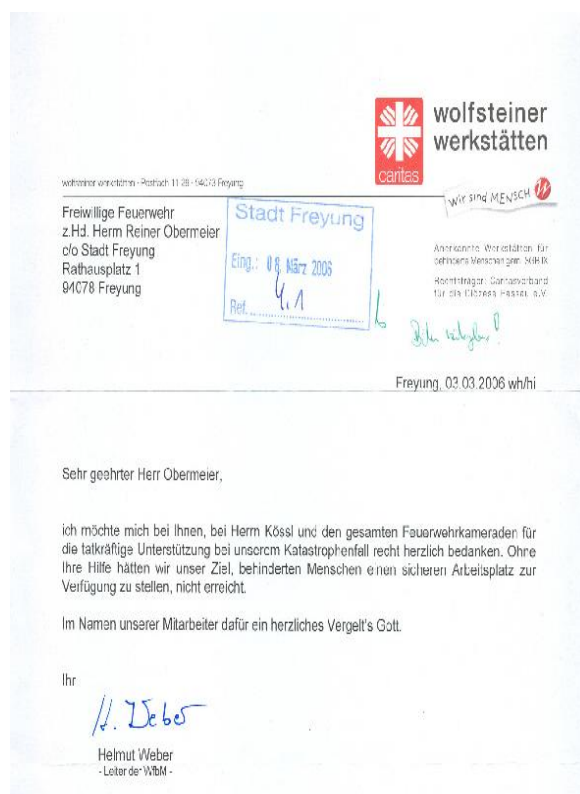 wolfsteiner
werkstätten
caritas
wir sind MENSCH
wolfsteiner werkstätten - Postfach 11 28 - 94073 Freyung
Freiwillige Feuerwehr
z.Hd. Herrn Reiner Obermeier
c/o Stadt Freyung
Rathausplatz 1
94078 Freyung
Stadt Freyung
Eing.: 08. März 2006
4.1
Ref.
Anerkannte Werkstätten für
behinderte Menschen gem. SGB IX
Rechtsträger: Caritasverband
für die Diözese Passau e.V.
Freyung, 03.03.2006 wh/hi
Sehr geehrter Herr Obermeier,
ich möchte mich bei Ihnen, bei Herrn Kössl und den gesamten Feuerwehrkameraden für
die tatkräftige Unterstützung bei unserem Katastrophenfall recht herzlich bedanken. Ohne
Ihre Hilfe hätten wir unser Ziel, behinderten Menschen einen sicheren Arbeitsplatz zur
Verfügung zu stellen, nicht erreicht.
Im Namen unserer Mitarbeiter dafür ein herzliches Vergelt's Gott.
Ihr
H. Weber
Helmut Weber
- Leiter der WfbM -